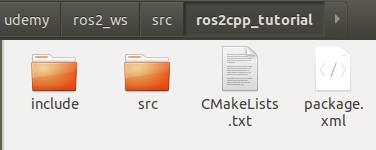 udemy ros2_ws src ros2cpp_tutorial
include src CMakeLists package.
.txt xml